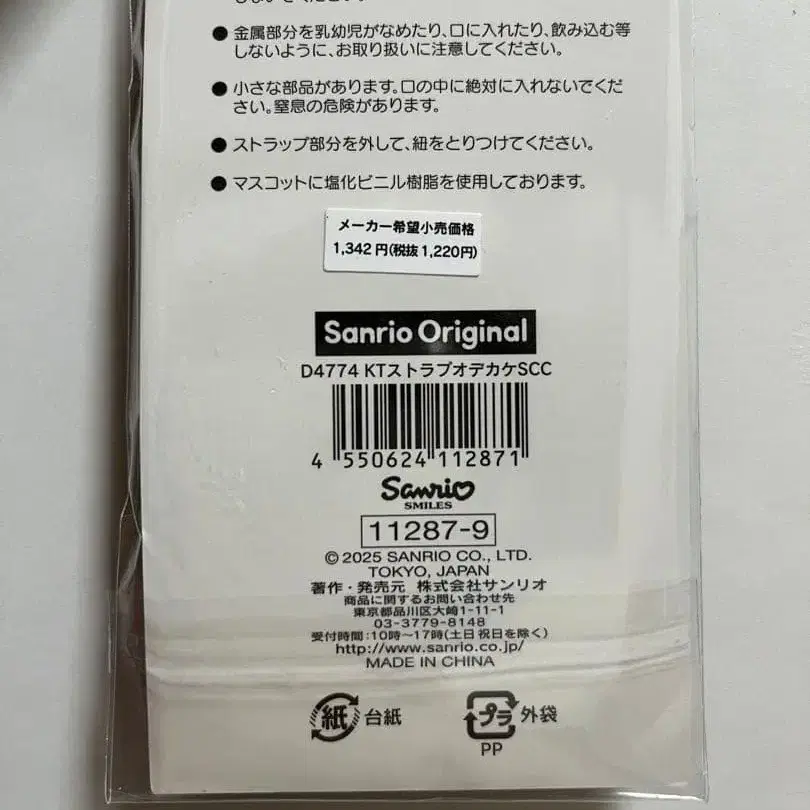 ● 金属部分を乳幼児がなめたり、口に入れたり、飲み込む等
しないように、お取り扱いに注意してください。
● 小さな部品があります。口の中に絶対に入れないでくだ
さい。窒息の危険があります。
● ストラップ部分を外して、紐をとりつけてください。
● マスコットに塩化ビニル樹脂を使用しております。
メーカー希望小売価格
1,342円(税抜1,220円)
Sanrio Original
D4774 KTストラプオデカケSCC
4 550624 112871
Sanrio
SMILES
11287-9
© 2025 SANRIO CO., LTD.
TOKYO, JAPAN
著作・発売元 株式会社サンリオ
商品に関するお問い合わせ先
東京都品川区大崎1-11-1
03-3779-8148
受付時間:10時〜17時(土日祝日を除く)
http://www.sanrio.co.jp/
MADE IN CHINA
紙 台紙
プラ 外袋
PP